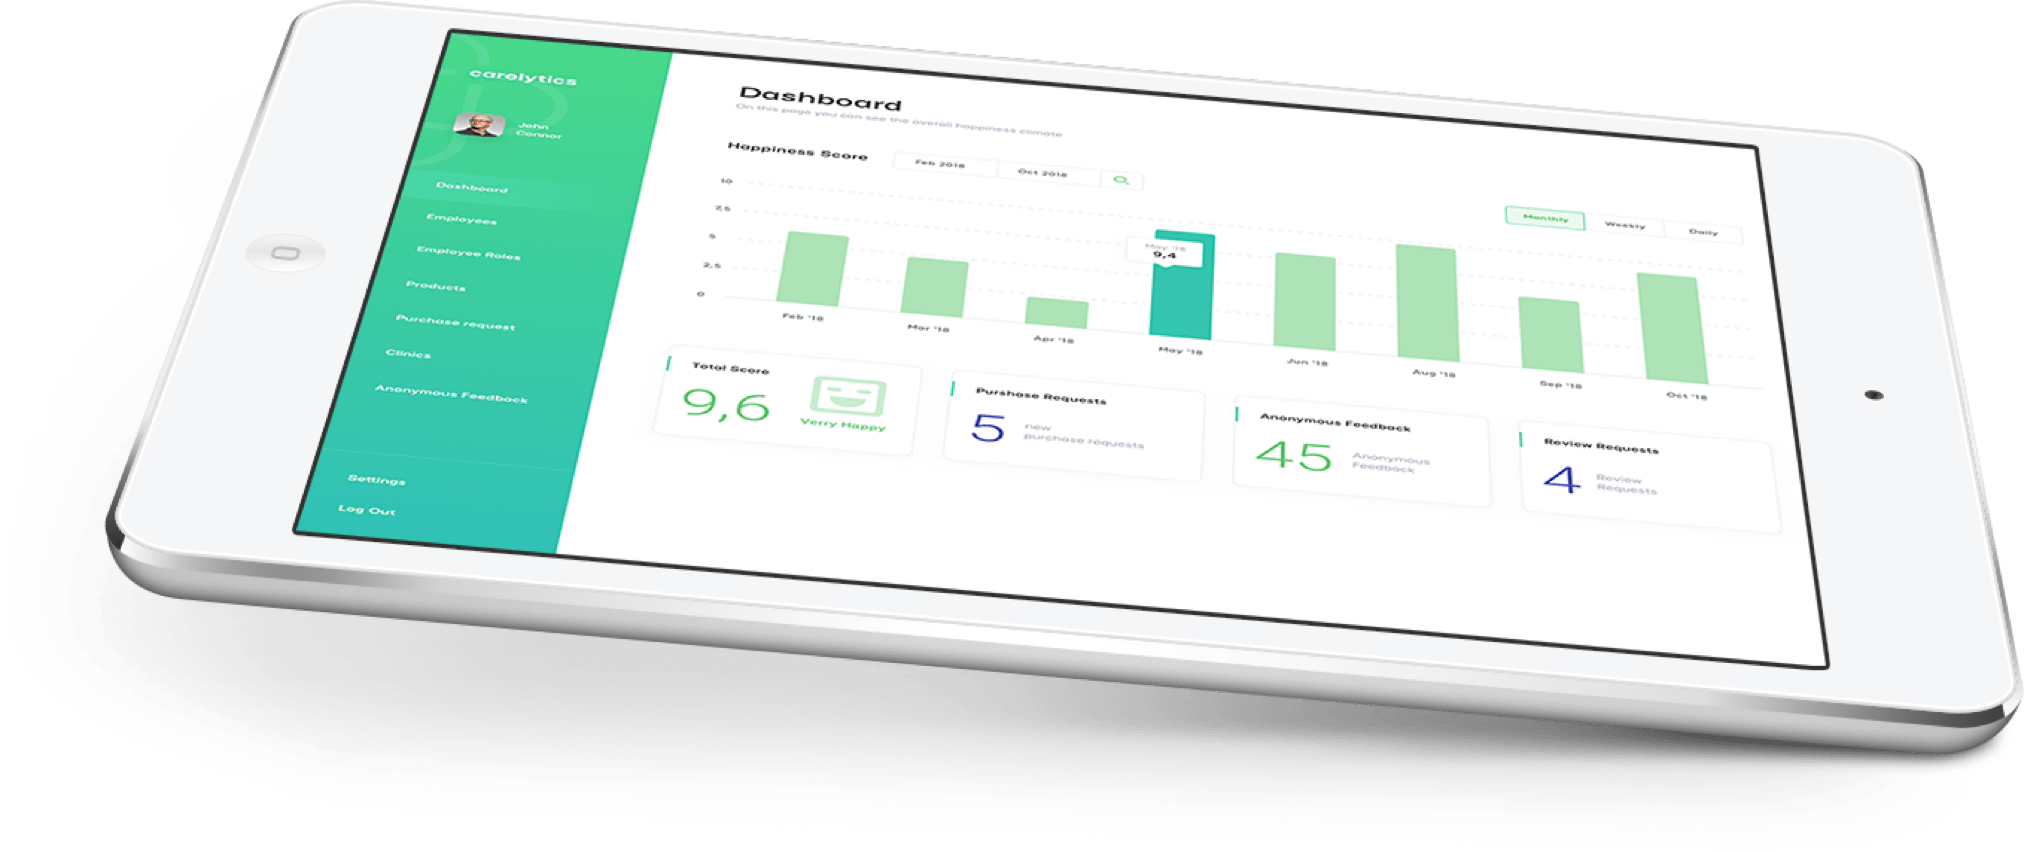 carelytics
John
Connor
Dashboard
Employees
Employee Roles
Products
Purchase request
Clinics
Anonymous Feedback
Settings
Log Out
Dashboard
On this page you can see the overall happiness climate
Happiness Score
Feb 2018
Oct 2018
Monthly
Weekly
Daily
10
7,5
5
2,5
0
May '18
9,4
Feb '18
Mar '18
Apr '18
May '18
Jun '18
Aug '18
Sep '18
Oct '18
Total Score
9,6
Verry Happy
Purshase Requests
5
new
purchase requests
Anonymous Feedback
45
Anonymous
Feedback
Review Requests
4
Review
Requests